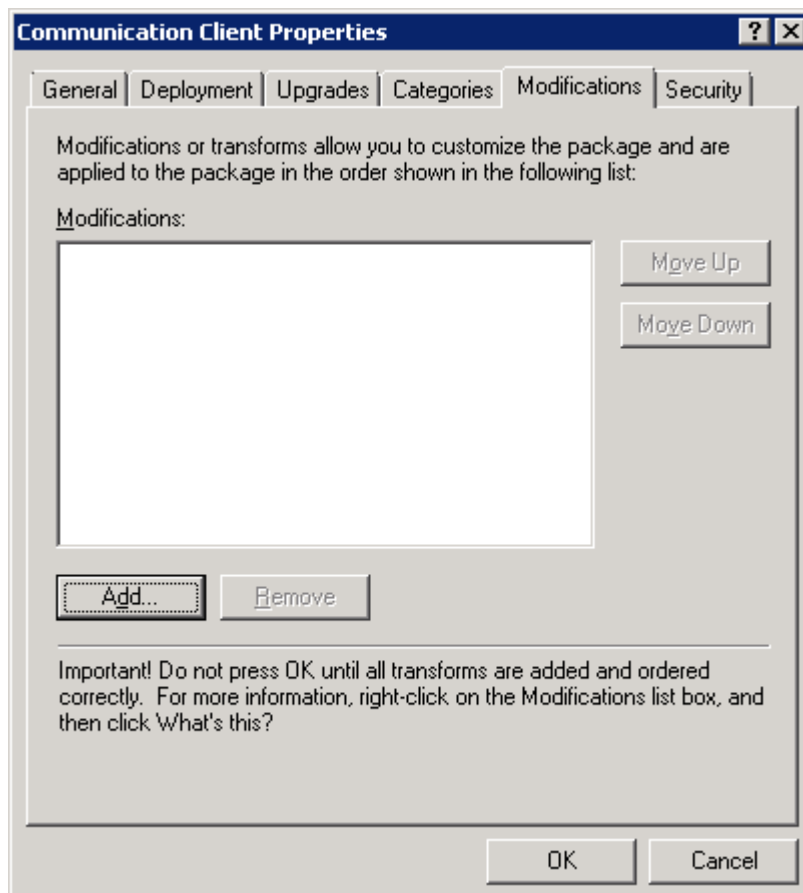 Communication Client Properties
General Deployment Upgrades Categories Modifications Security
Modifications or transforms allow you to customize the package and are
applied to the package in the order shown in the following list:
Modifications:
Move Up
Move Down
Add... Remove
Important! Do not press OK until all transforms are added and ordered
correctly.  For more information, right-click on the Modifications list box, and
then click What's this?
OK Cancel